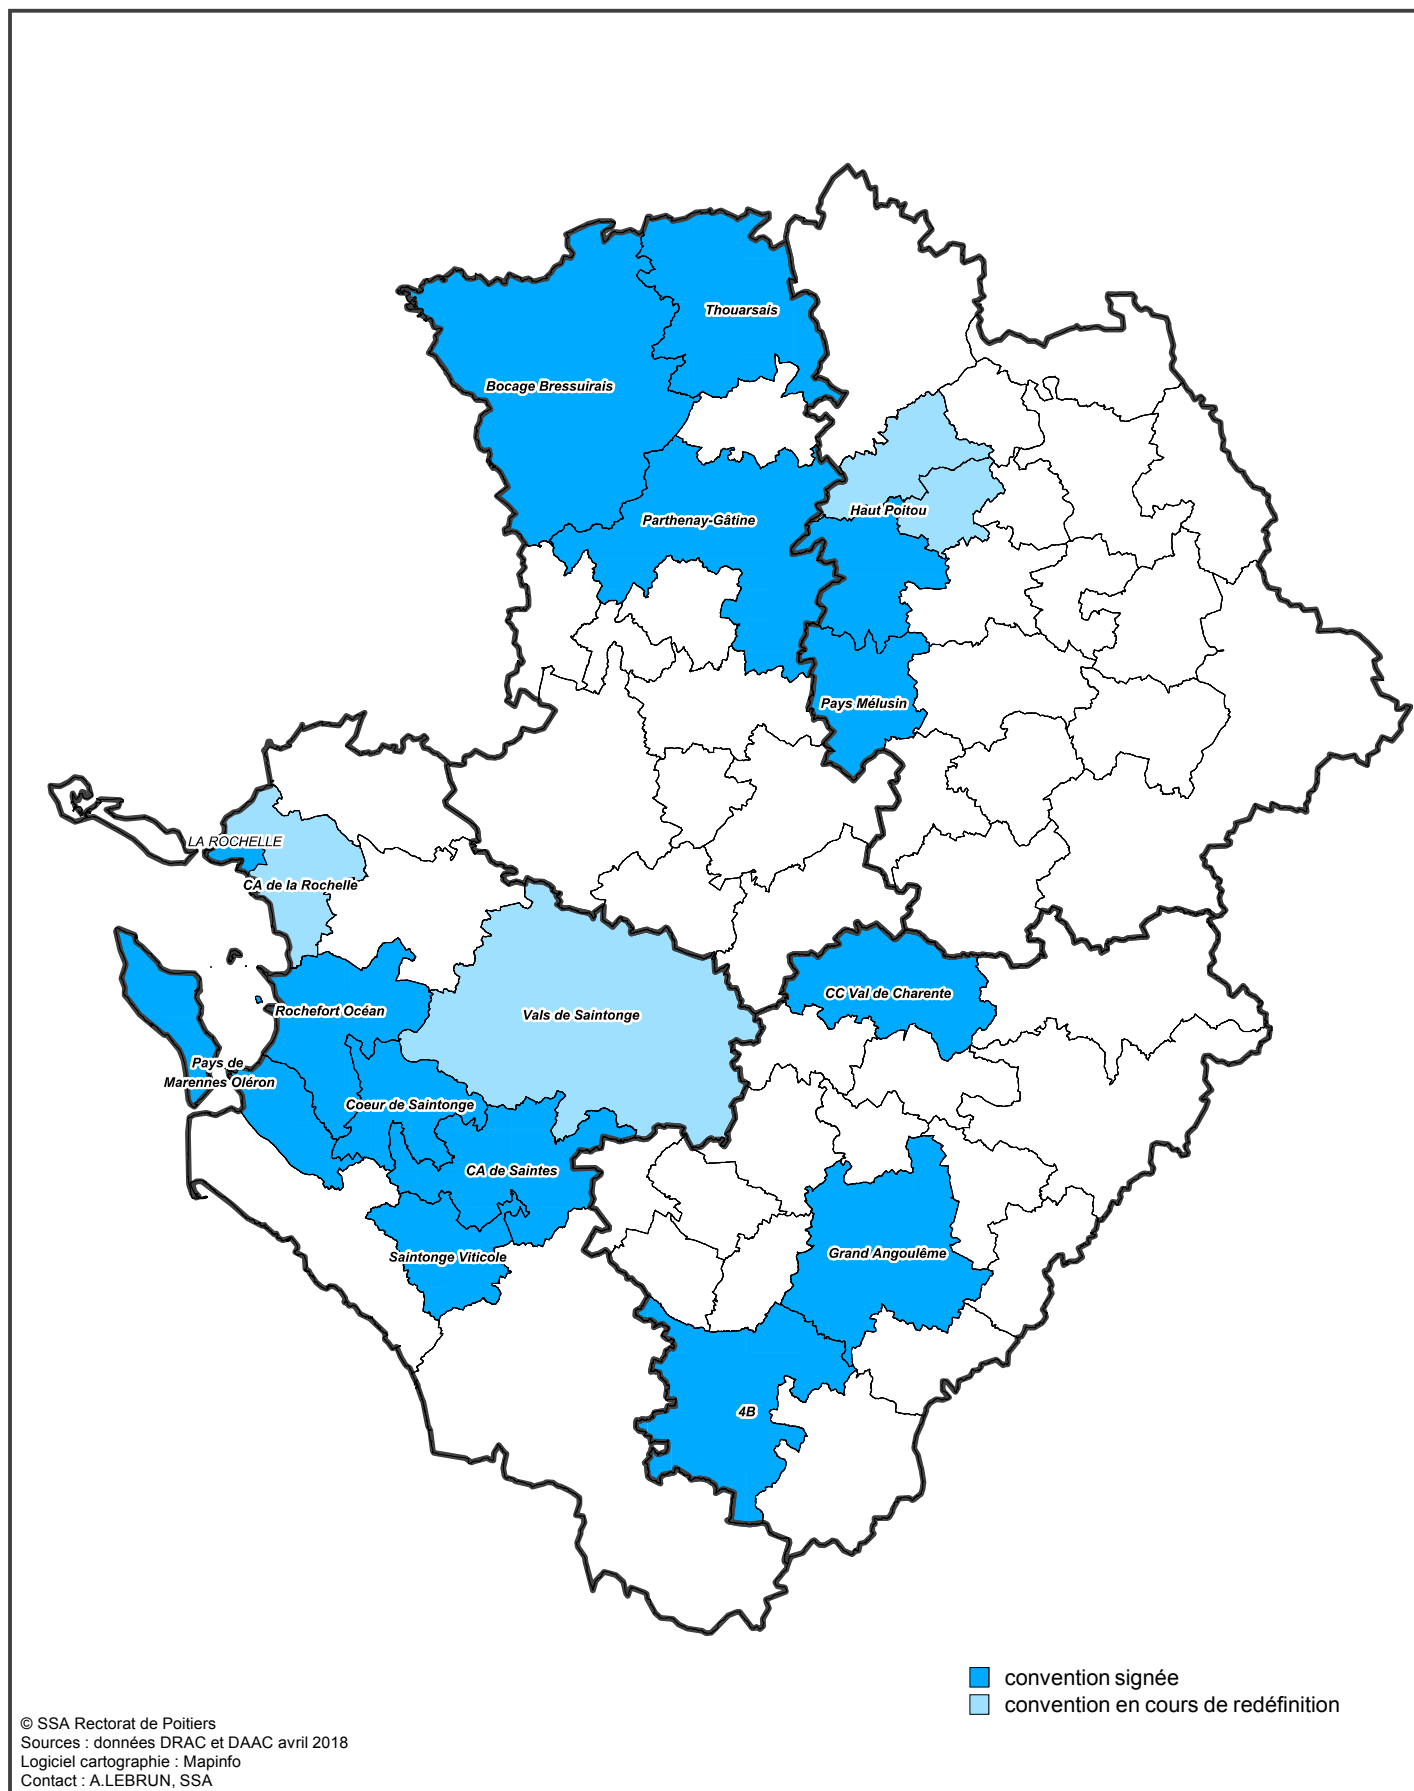 Thouarsais
Bocage Bressuirais
Haut Poitou
Parthenay-Gâtine
Pays Mélusin
LA ROCHELLE
CA de la Rochelle
CC Val de Charente
Rochefort Océan
Vals de Saintonge
Pays de
Marennes Oléron
Coeur de Saintonge
CA de Saintes
Grand Angoulême
Saintonge Viticole
4B
convention signée
convention en cours de redéfinition
© SSA Rectorat de Poitiers
Sources : données DRAC et DAAC avril 2018
Logiciel cartographie : Mapinfo
Contact : A.LEBRUN, SSA